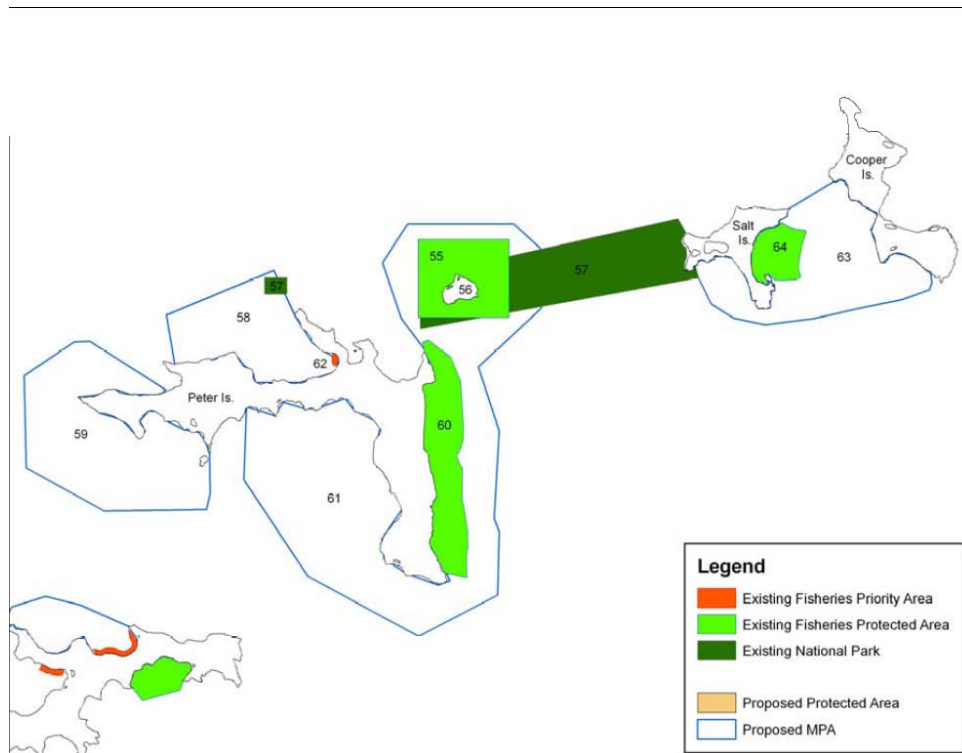 Cooper
Is.
Salt
Is.
64
63
55
57
56
57
58
62
Peter Is.
59
60
61
Legend
Existing Fisheries Priority Area
Existing Fisheries Protected Area
Existing National Park
Proposed Protected Area
Proposed MPA